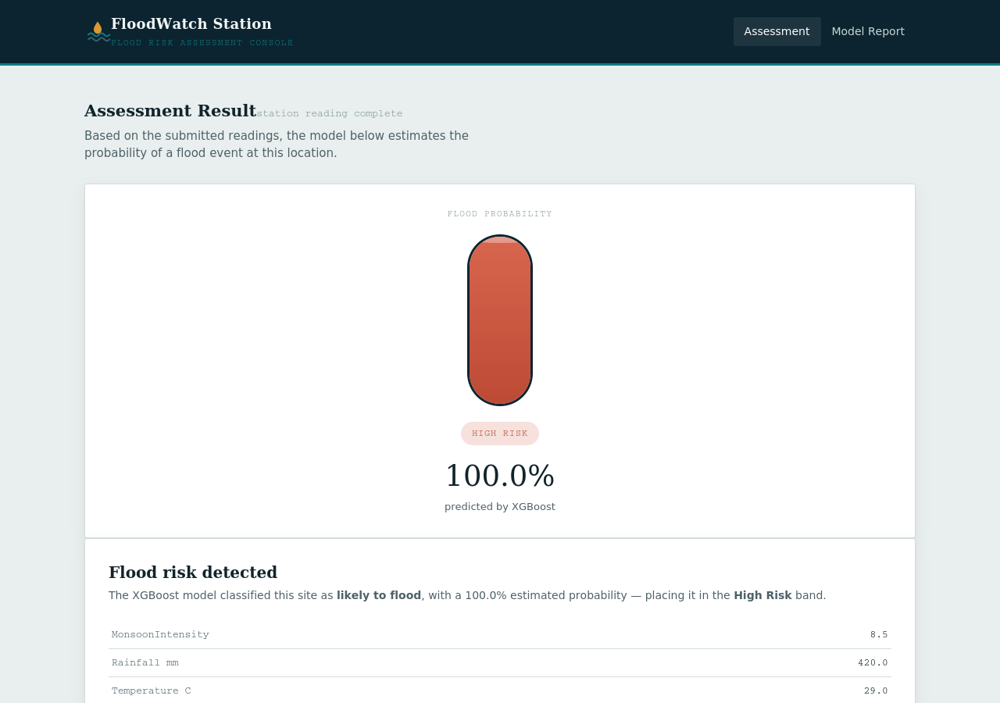 FloodWatch Station
FLOOD RISK ASSESSMENT CONSOLE
Assessment
Model Report
Assessment Result station reading complete
Based on the submitted readings, the model below estimates the
probability of a flood event at this location.
FLOOD PROBABILITY
HIGH RISK
100.0%
predicted by XGBoost
Flood risk detected
The XGBoost model classified this site as likely to flood, with a 100.0% estimated probability — placing it in the High Risk band.
MonsoonIntensity 8.5
Rainfall mm 420.0
Temperature C 29.0